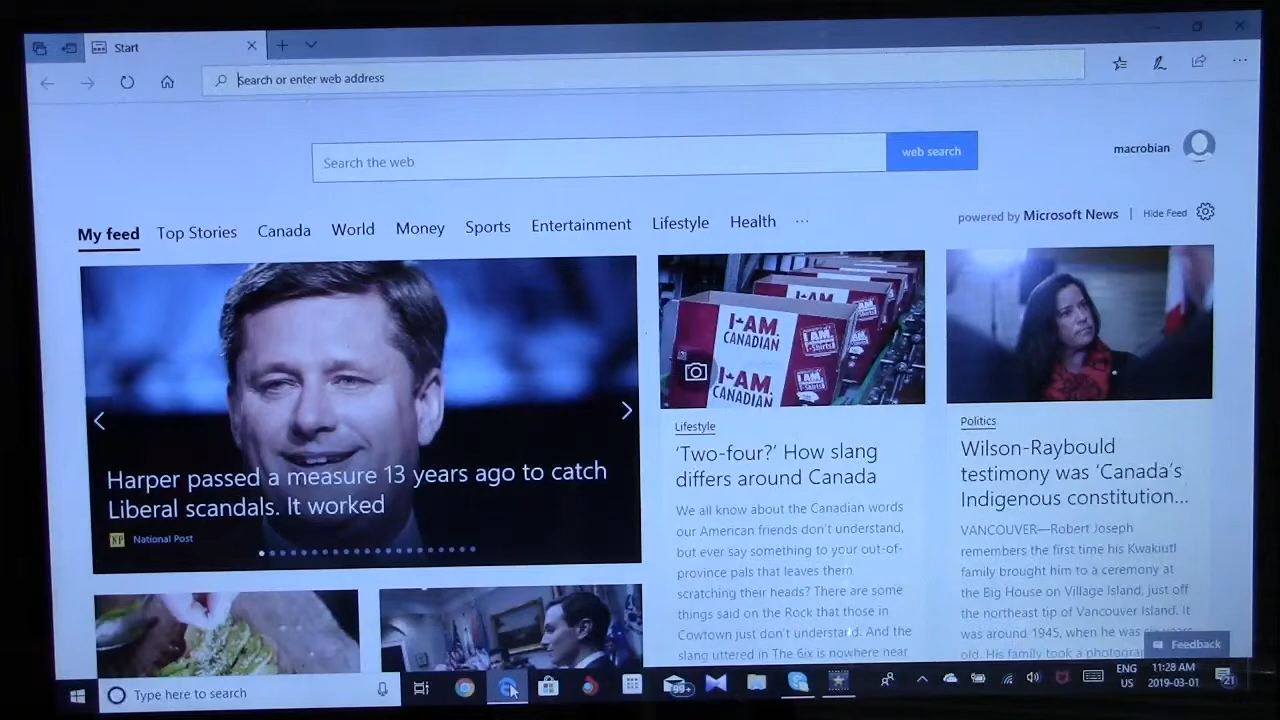 Start
Search or enter web address
Search the web
web search
macrobian
My feed Top Stories Canada World Money Sports Entertainment Lifestyle Health ...
powered by Microsoft News | Hide Feed
Harper passed a measure 13 years ago to catch
Liberal scandals. It worked
NP National Post
I AM
CANADIAN
I AM
CANADIAN
Lifestyle
‘Two-four?’ How slang
differs around Canada
We all know about the Canadian words
our American friends don’t understand,
but ever say something to your out-of-
province pals that leaves them
scratching their heads? There are some
things said on the Rock that those in
Cowtown just don’t understand. And the
slang uttered in The 6ix is nowhere near
Politics
Wilson-Raybould
testimony was ‘Canada’s
Indigenous constitution...
VANCOUVER—Robert Joseph
remembers the first time his Kwakiutl
family brought him to a ceremony at
the Big House on Village Island, just off
the northeast tip of Vancouver Island. It
was around 1945, when he was six years
old. His family took a photograp
Feedback
Type here to search
99+
ENG
US
11:28 AM
2019-03-01
21